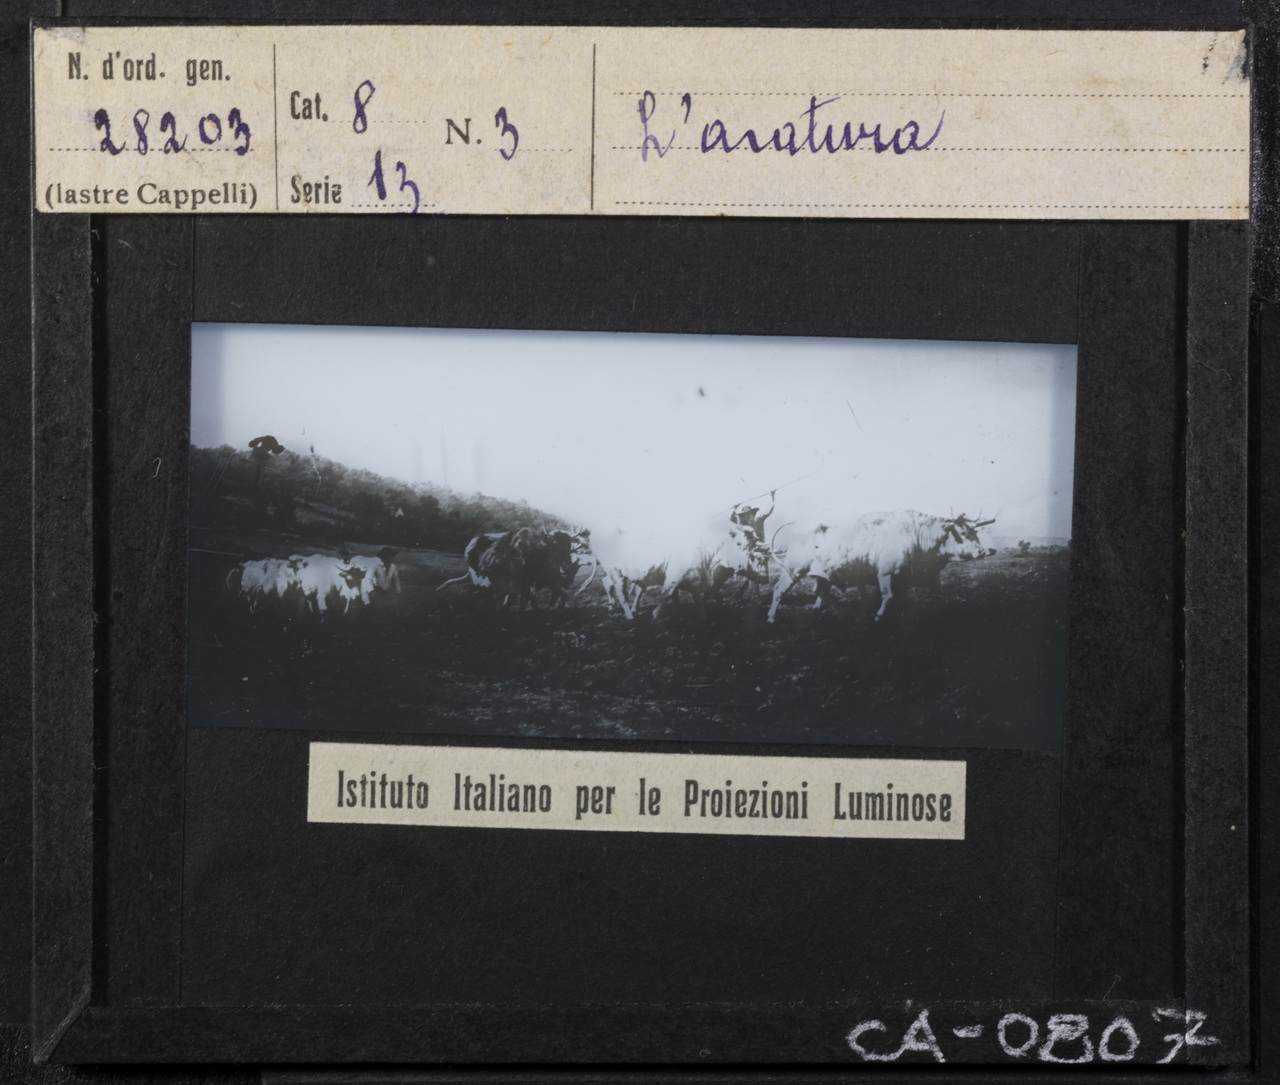 N. d'ord. gen.
28203
(lastre Cappelli)
Cat. 8
Serie 13
N. 3
L'aratura
Istituto Italiano per le Proiezioni Luminose
CA-0807